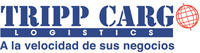 TRIPP CARGO
LOGISTICS
A la velocidad de sus negocios